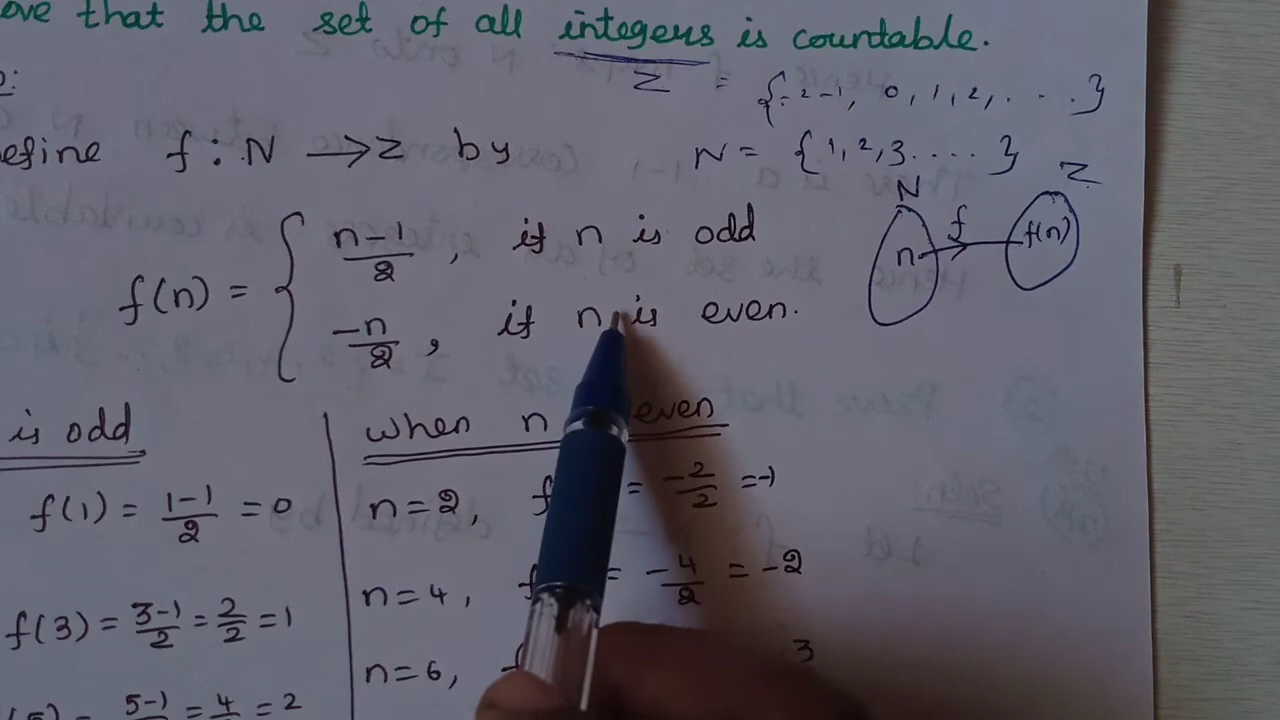 that the set of all integers is countable.
Z = {..-2-1, 0, 1, 2, . . . .}
f : N → Z by
N = {1, 2, 3. . . . . }
N Z
f(n) = { n-1/2 , if n is odd
n f f(n)
-n/2 , if n is even.
is odd
when n even
f(1) = 1-1/2 = 0
n=2, f = -2/2 = -1
n=4, f = -4/2 = -2
f(3) = 3-1/2 = 2/2 = 1
n=6, 3
5-1/ = 4/ = 2